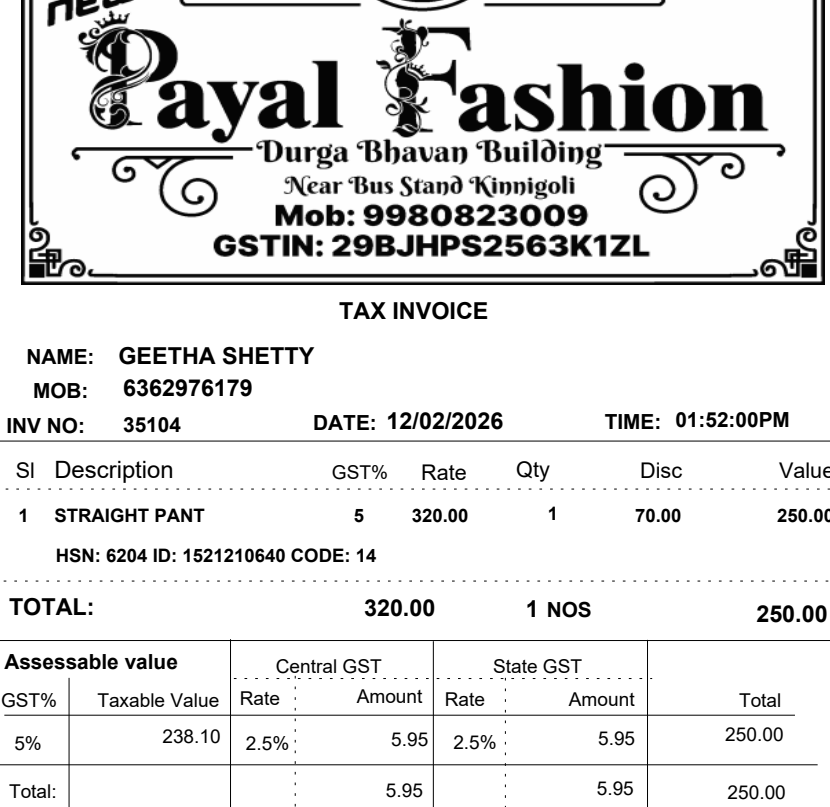 new
Payal Fashion
Durga Bhavan Building
Near Bus Stand Kinnigoli
Mob: 9980823009
GSTIN: 29BJHPS2563K1ZL
TAX INVOICE
NAME: GEETHA SHETTY
MOB: 6362976179
INV NO: 35104 DATE: 12/02/2026 TIME: 01:52:00PM
Sl Description GST% Rate Qty Disc Value
1 STRAIGHT PANT 5 320.00 1 70.00 250.00
HSN: 6204 ID: 1521210640 CODE: 14
TOTAL: 320.00 1 NOS 250.00
Assessable value Central GST State GST
GST% Taxable Value Rate Amount Rate Amount Total
5% 238.10 2.5% 5.95 2.5% 5.95 250.00
Total: 5.95 5.95 250.00